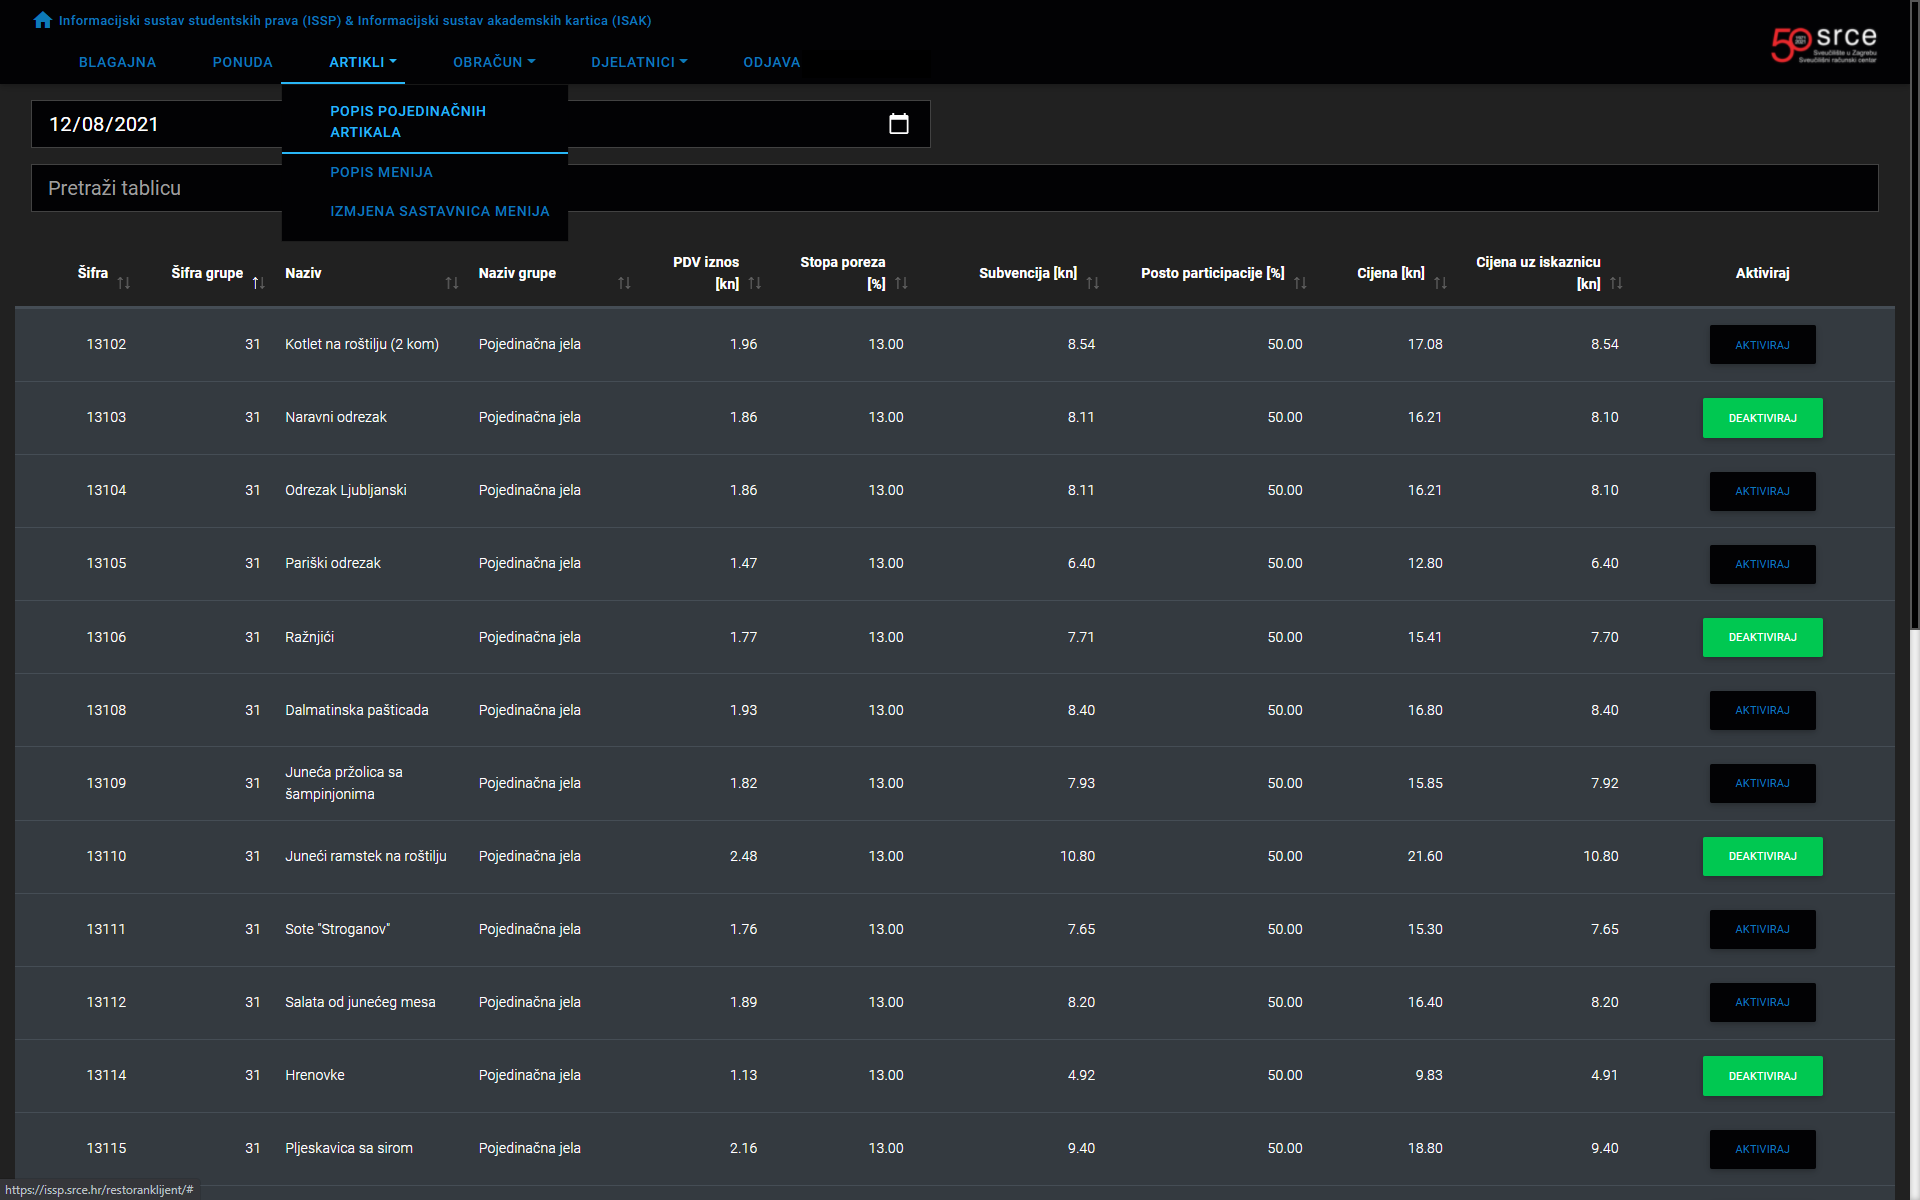 Informacijski sustav studentskih prava (ISSP) & Informacijski sustav akademskih kartica (ISAK)
BLAGAJNA PONUDA ARTIKLI OBRAČUN DJELATNICI ODJAVA
50 srce
Sveučilište u Zagrebu
Sveučilišni računski centar
POPIS POJEDINAČNIH
ARTIKALA
POPIS MENIJA
IZMJENA SASTAVNICA MENIJA
12/08/2021
Pretraži tablicu
Šifra Šifra grupe Naziv Naziv grupe PDV iznos [kn] Stopa poreza [%] Subvencija [kn] Posto participacije [%] Cijena [kn] Cijena uz iskaznicu [kn] Aktiviraj
13102 31 Kotlet na roštilju (2 kom) Pojedinačna jela 1.96 13.00 8.54 50.00 17.08 8.54 AKTIVIRAJ
13103 31 Naravni odrezak Pojedinačna jela 1.86 13.00 8.11 50.00 16.21 8.10 DEAKTIVIRAJ
13104 31 Odrezak Ljubljanski Pojedinačna jela 1.86 13.00 8.11 50.00 16.21 8.10 AKTIVIRAJ
13105 31 Pariški odrezak Pojedinačna jela 1.47 13.00 6.40 50.00 12.80 6.40 AKTIVIRAJ
13106 31 Ražnjići Pojedinačna jela 1.77 13.00 7.71 50.00 15.41 7.70 DEAKTIVIRAJ
13108 31 Dalmatinska pašticada Pojedinačna jela 1.93 13.00 8.40 50.00 16.80 8.40 AKTIVIRAJ
13109 31 Juneća pržolica sa šampinjonima Pojedinačna jela 1.82 13.00 7.93 50.00 15.85 7.92 AKTIVIRAJ
13110 31 Juneći ramstek na roštilju Pojedinačna jela 2.48 13.00 10.80 50.00 21.60 10.80 DEAKTIVIRAJ
13111 31 Sote "Stroganov" Pojedinačna jela 1.76 13.00 7.65 50.00 15.30 7.65 AKTIVIRAJ
13112 31 Salata od junećeg mesa Pojedinačna jela 1.89 13.00 8.20 50.00 16.40 8.20 AKTIVIRAJ
13114 31 Hrenovke Pojedinačna jela 1.13 13.00 4.92 50.00 9.83 4.91 DEAKTIVIRAJ
13115 31 Pljeskavica sa sirom Pojedinačna jela 2.16 13.00 9.40 50.00 18.80 9.40 AKTIVIRAJ
https://issp.srce.hr/restoranklijent/#